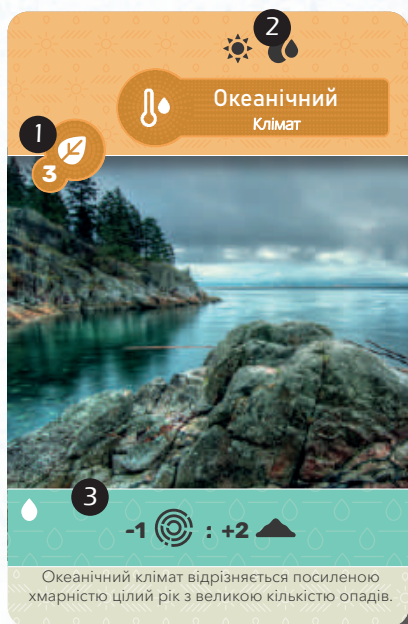 2
Океанічний
Клімат
1
3
3
-1 : +2
Океанічний клімат відрізняється посиленою
хмарністю цілий рік з великою кількістю опадів.